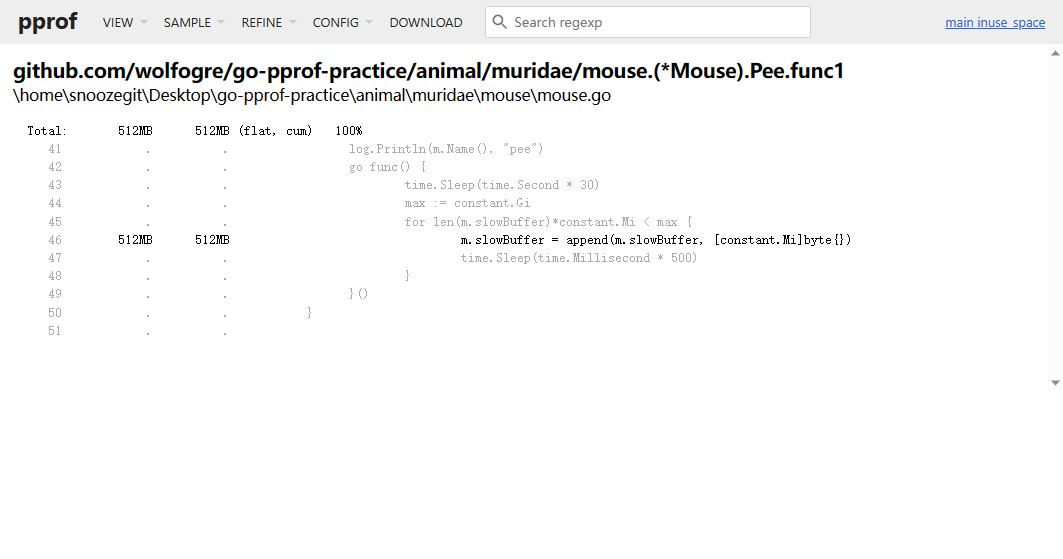 pprof VIEW SAMPLE REFINE CONFIG DOWNLOAD Search regexp main inuse_space
github.com/wolfogre/go-pprof-practice/animal/muridae/mouse.(*Mouse).Pee.func1
\home\snoozegit\Desktop\go-pprof-practice\animal\muridae\mouse\mouse.go
Total: 512MB 512MB (flat, cum) 100%
41 . . log.Println(m.Name(), "pee")
42 . . go func() {
43 . . time.Sleep(time.Second * 30)
44 . . max := constant.Gi
45 . . for len(m.slowBuffer)*constant.Mi < max {
46 512MB 512MB m.slowBuffer = append(m.slowBuffer, [constant.Mi]byte{})
47 . . time.Sleep(time.Millisecond * 500)
48 . . }
49 . . }()
50 . . }
51 . .